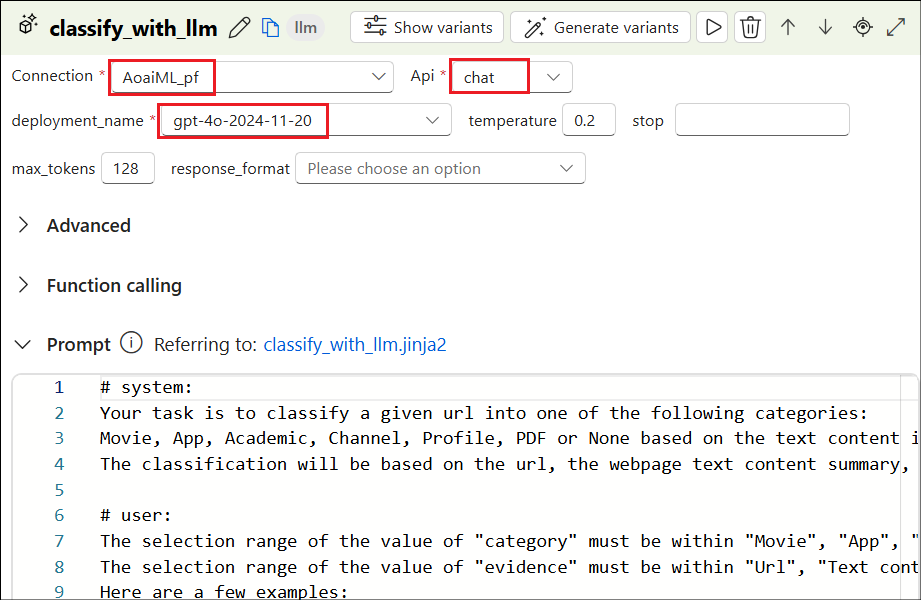 classify_with_llm llm Show variants Generate variants
Connection * AoaiML_pf Api * chat
deployment_name * gpt-4o-2024-11-20 temperature 0.2 stop
max_tokens 128 response_format Please choose an option
Advanced
Function calling
Prompt Referring to: classify_with_llm.jinja2
1 # system:
2 Your task is to classify a given url into one of the following categories:
3 Movie, App, Academic, Channel, Profile, PDF or None based on the text content i
4 The classification will be based on the url, the webpage text content summary,
5
6 # user:
7 The selection range of the value of "category" must be within "Movie", "App", "
8 The selection range of the value of "evidence" must be within "Url", "Text cont
9 Here are a few examples: